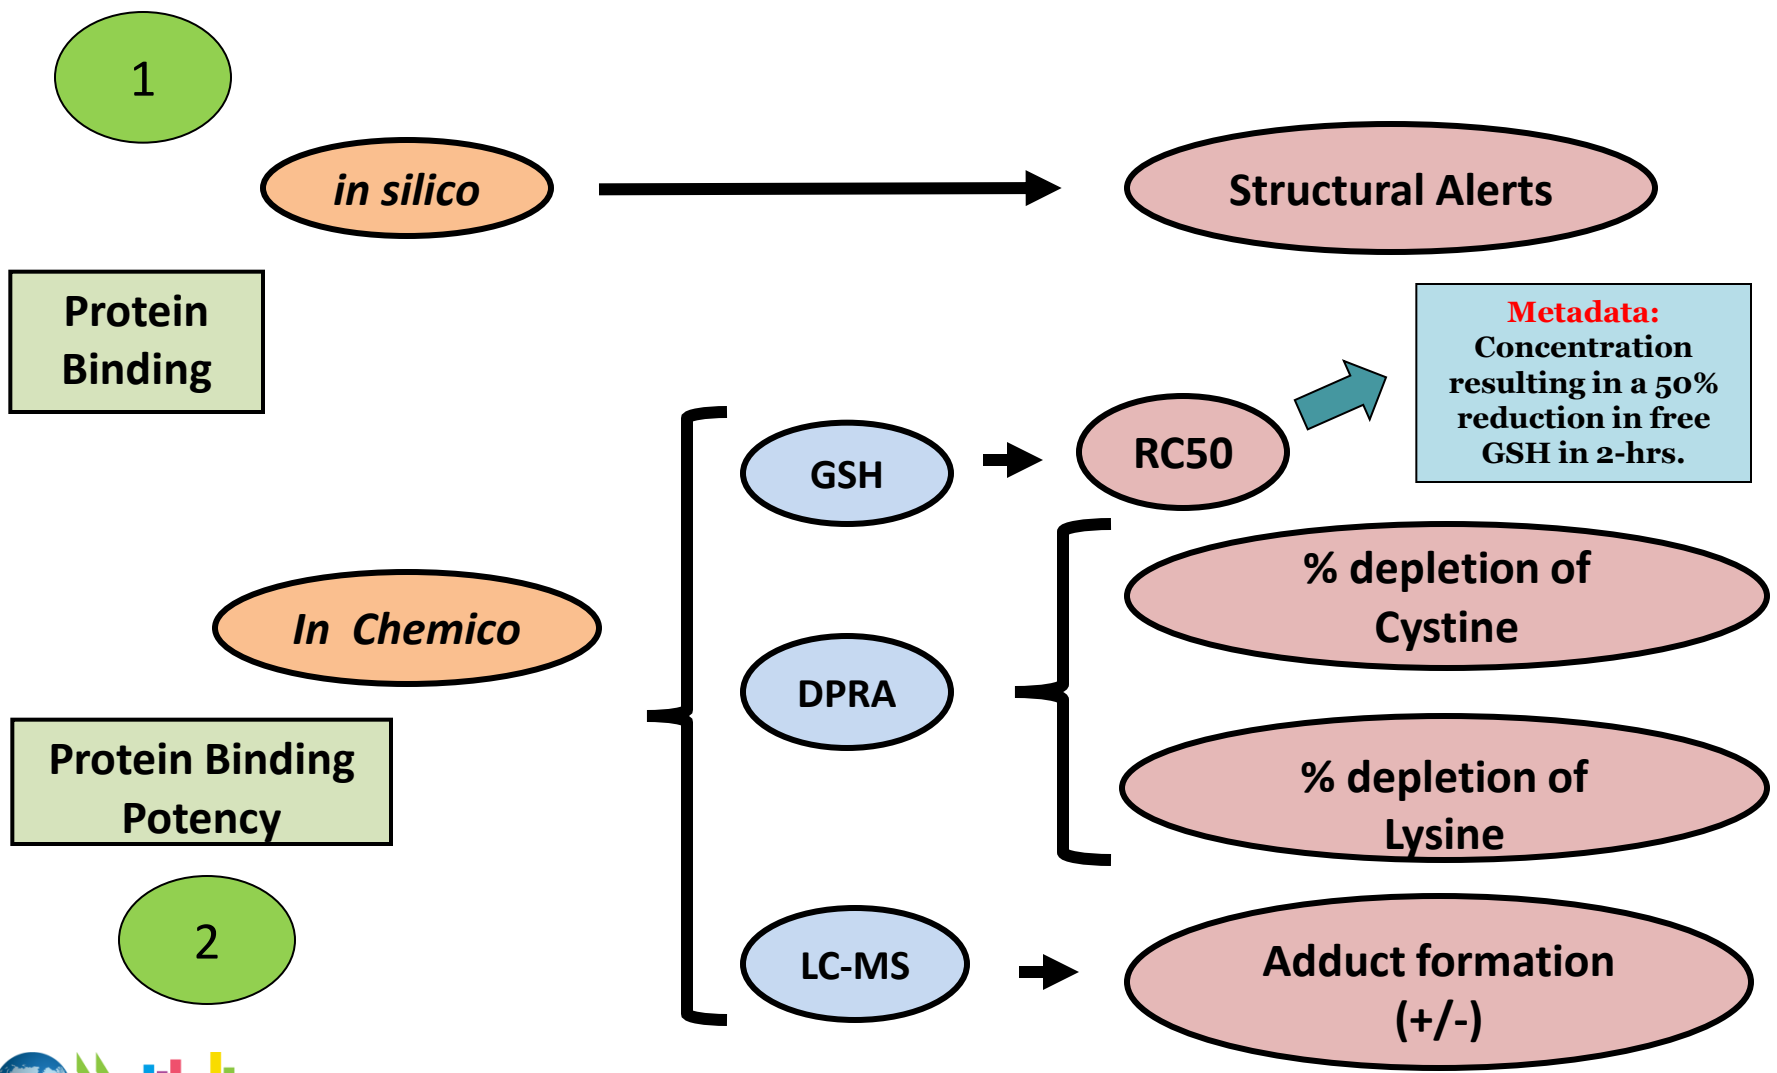 1
in silico
Structural Alerts
Protein
Binding
Metadata:
Concentration
resulting in a 50%
reduction in free
GSH in 2-hrs.
GSH
RC50
% depletion of
Cystine
In Chemico
DPRA
Protein Binding
Potency
% depletion of
Lysine
2
LC-MS
Adduct formation
(+/-)